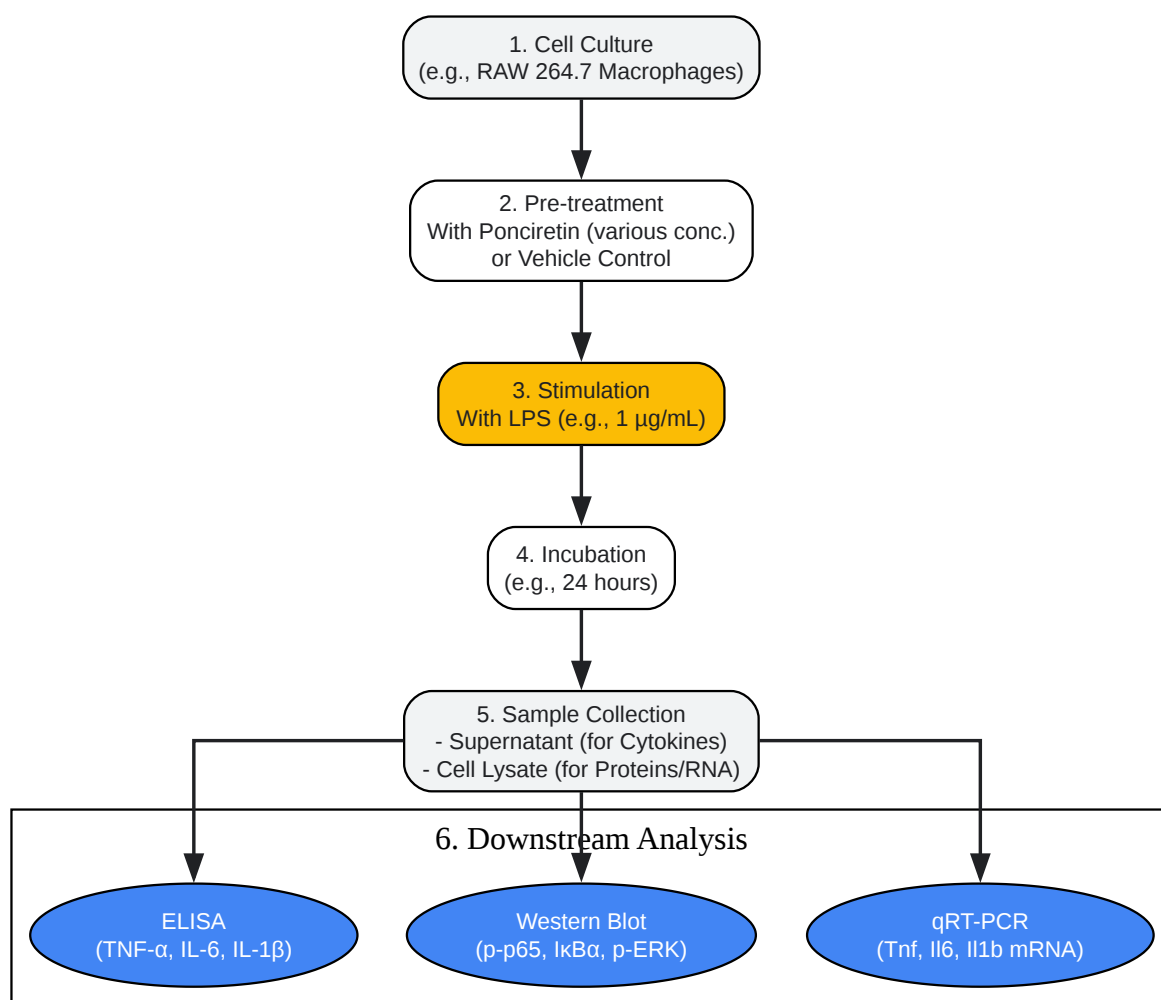 1. Cell Culture
(e.g., RAW 264.7 Macrophages)
2. Pre-treatment
With Ponciretin (various conc.)
or Vehicle Control
3. Stimulation
With LPS (e.g., 1 µg/mL)
4. Incubation
(e.g., 24 hours)
5. Sample Collection
- Supernatant (for Cytokines)
- Cell Lysate (for Proteins/RNA)
6. Downstream Analysis
ELISA
(TNF-α, IL-6, IL-1β)
Western Blot
(p-p65, IκBα, p-ERK)
qRT-PCR
(Tnf, Il6, Il1b mRNA)